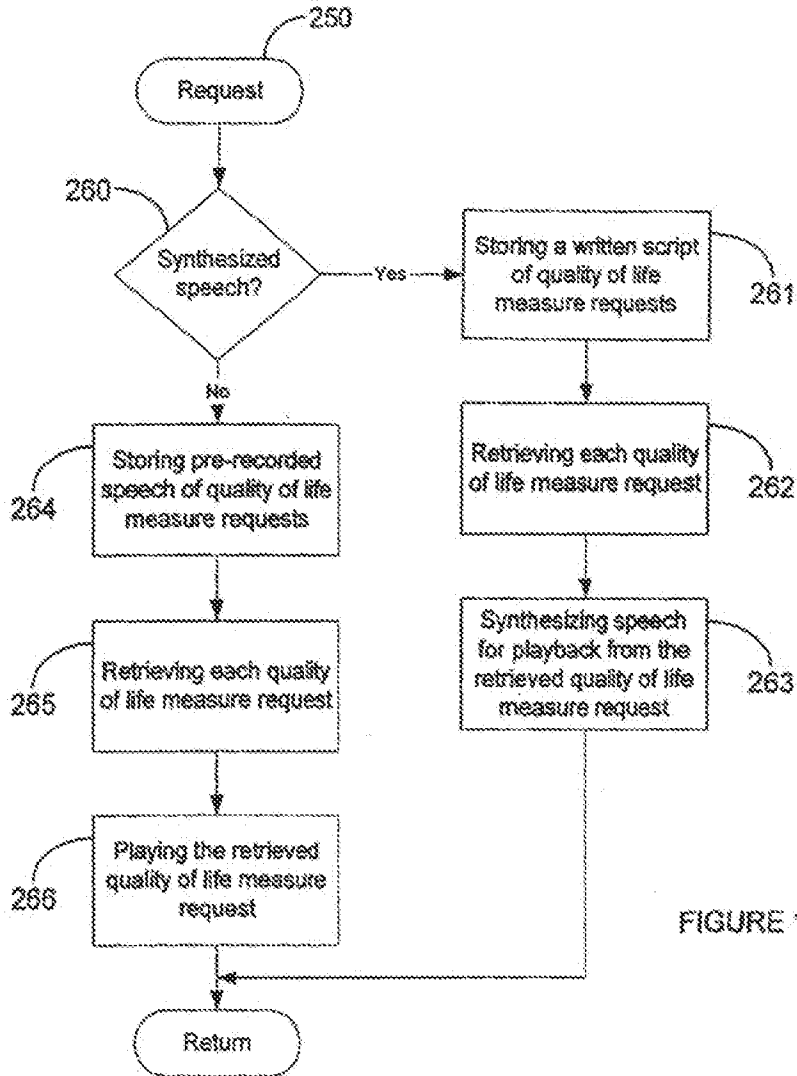 250
Request
260
Synthesized
speech?
Yes
No
Storing a written script
of quality of life
measure requests
261
Retrieving each quality
of life measure request
262
Synthesizing speech
for playback from the
retrieved quality of life
measure request
263
Storing pre-recorded
speech of quality of life
measure requests
264
Retrieving each quality
of life measure request
265
Playing the retrieved
quality of life measure
request
266
Return
FIGURE